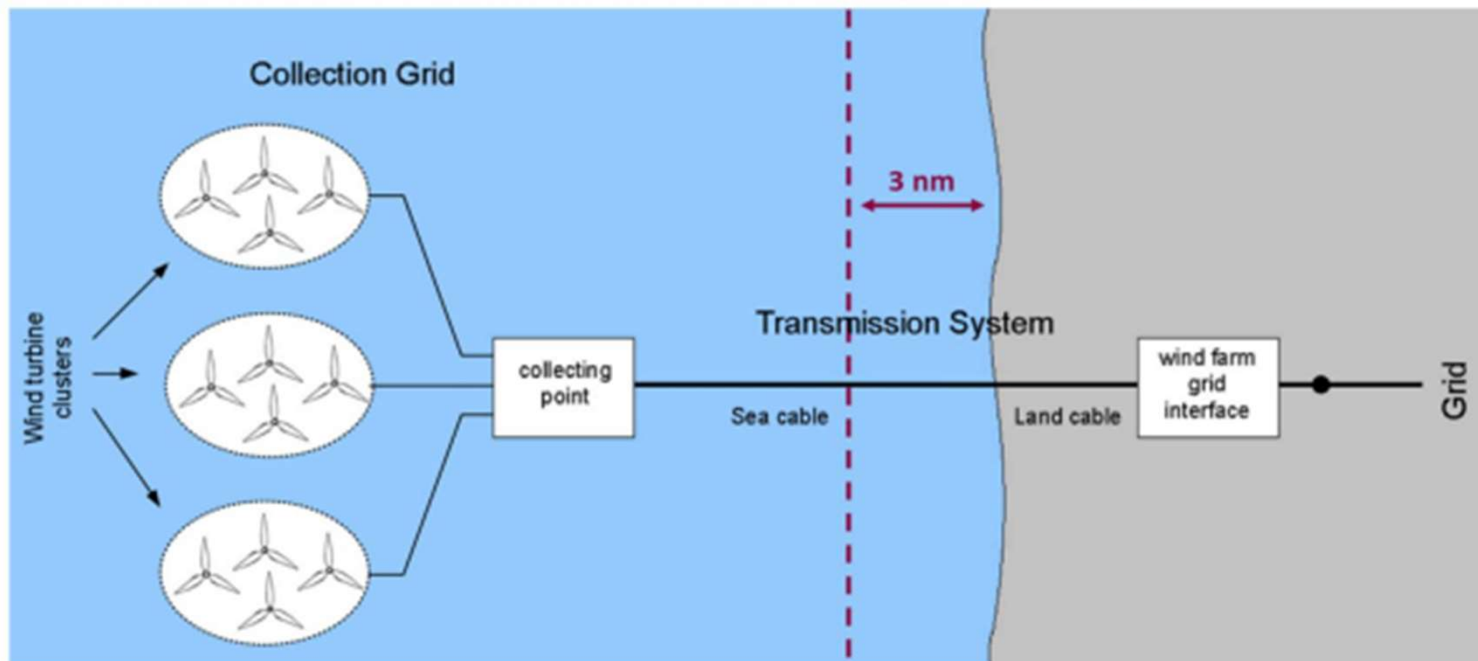 Collection Grid
3 nm
Wind turbine
clusters
Transmission System
collecting
point
wind farm
grid
interface
Sea cable
Land cable
Grid